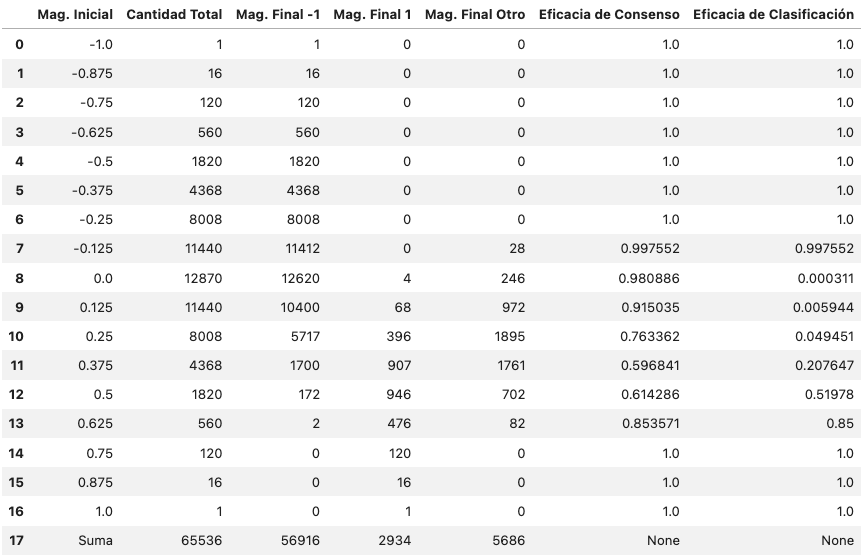 Mag. Inicial Cantidad Total Mag. Final -1 Mag. Final 1 Mag. Final Otro Eficacia de Consenso Eficacia de Clasificación
0 -1.0 1 1 0 0 1.0 1.0
1 -0.875 16 16 0 0 1.0 1.0
2 -0.75 120 120 0 0 1.0 1.0
3 -0.625 560 560 0 0 1.0 1.0
4 -0.5 1820 1820 0 0 1.0 1.0
5 -0.375 4368 4368 0 0 1.0 1.0
6 -0.25 8008 8008 0 0 1.0 1.0
7 -0.125 11440 11412 0 28 0.997552 0.997552
8 0.0 12870 12620 4 246 0.980886 0.000311
9 0.125 11440 10400 68 972 0.915035 0.005944
10 0.25 8008 5717 396 1895 0.763362 0.049451
11 0.375 4368 1700 907 1761 0.596841 0.207647
12 0.5 1820 172 946 702 0.614286 0.51978
13 0.625 560 2 476 82 0.853571 0.85
14 0.75 120 0 120 0 1.0 1.0
15 0.875 16 0 16 0 1.0 1.0
16 1.0 1 0 1 0 1.0 1.0
17 Suma 65536 56916 2934 5686 None None